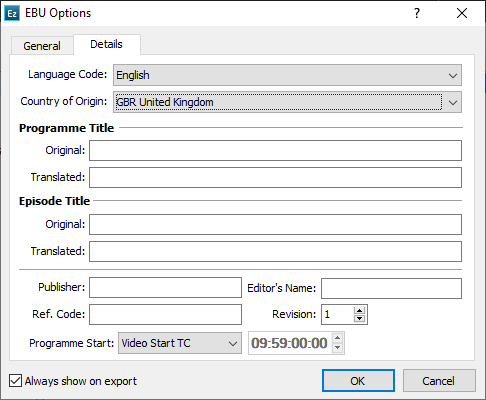 Ez EBU Options ?
General Details
Language Code: English
Country of Origin: GBR United Kingdom
Programme Title
Original:
Translated:
Episode Title
Original:
Translated:
Publisher: Editor's Name:
Ref. Code: Revision: 1
Programme Start: Video Start TC 09:59:00:00
Always show on export OK Cancel